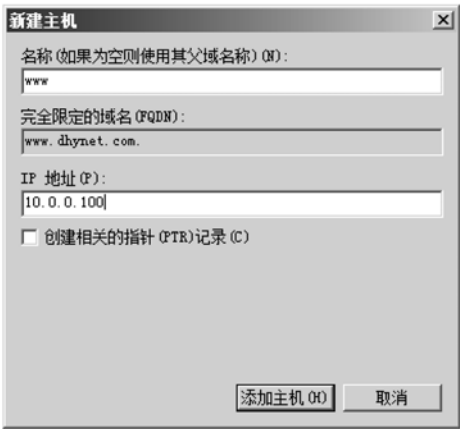 新建主机
名称(如果为空则使用其父域名称)(N):
www
完全限定的域名(FQDN):
www.dhynet.com.
IP 地址(P):
10.0.0.100
创建相关的指针(PTR)记录(C)
添加主机(H)
取消